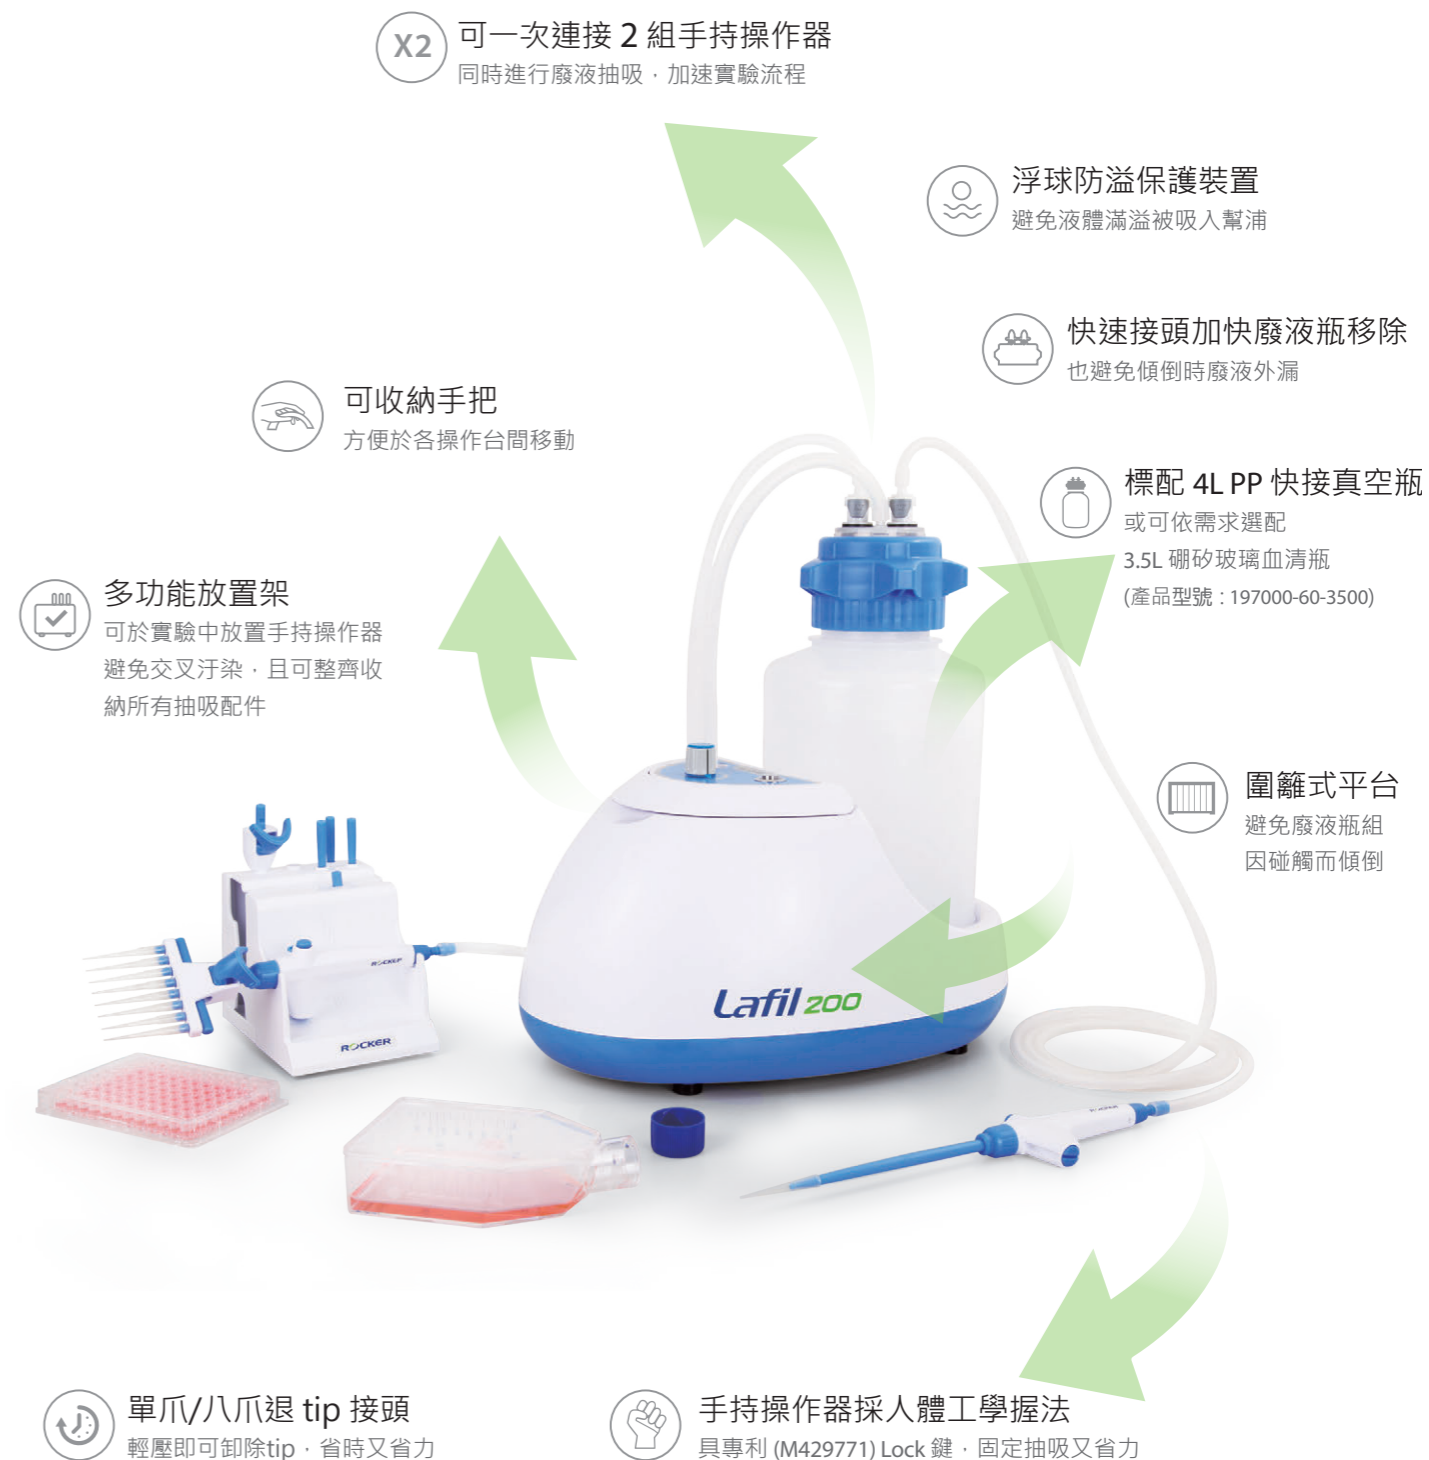 X2
可一次連接 2 組手持操作器
同時進行廢液抽吸，加速實驗流程
浮球防溢保護裝置
避免液體滿溢被吸入幫浦
快速接頭加快廢液瓶移除
也避免傾倒時廢液外漏
可收納手把
方便於各操作台間移動
標配 4L PP 快接真空瓶
或可依需求選配
3.5L 硼矽玻璃血清瓶
(產品型號 : 197000-60-3500)
多功能放置架
可於實驗中放置手持操作器
避免交叉汙染，且可整齊收
納所有抽吸配件
圍籬式平台
避免廢液瓶組
因碰觸而傾倒
ROCKER
Lafil 200
ROCKER
ROCKER
單爪/八爪退 tip 接頭
輕壓即可卸除tip，省時又省力
手持操作器採人體工學握法
具專利 (M429771) Lock 鍵，固定抽吸又省力